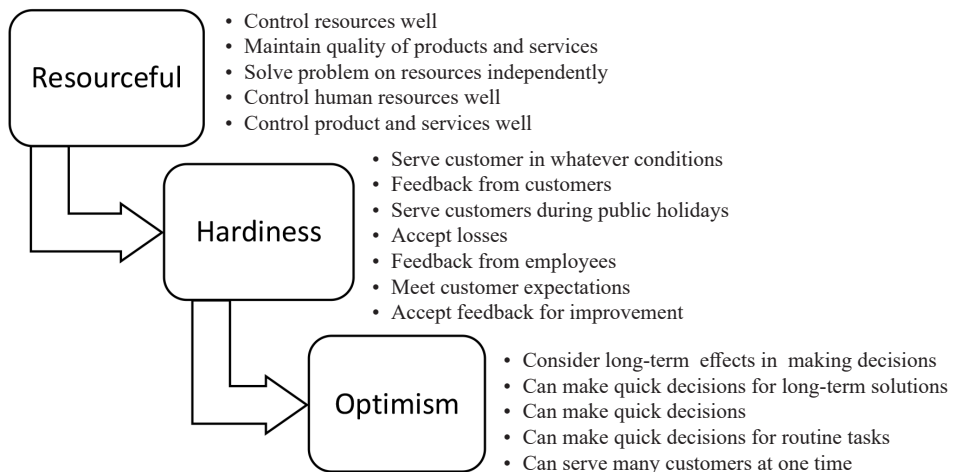 Resourceful
• Control resources well
• Maintain quality of products and services
• Solve problem on resources independently
• Control human resources well
• Control product and services well
Hardiness
• Serve customer in whatever conditions
• Feedback from customers
• Serve customers during public holidays
• Accept losses
• Feedback from employees
• Meet customer expectations
• Accept feedback for improvement
Optimism
• Consider long-term effects in making decisions
• Can make quick decisions for long-term solutions
• Can make quick decisions
• Can make quick decisions for routine tasks
• Can serve many customers at one time